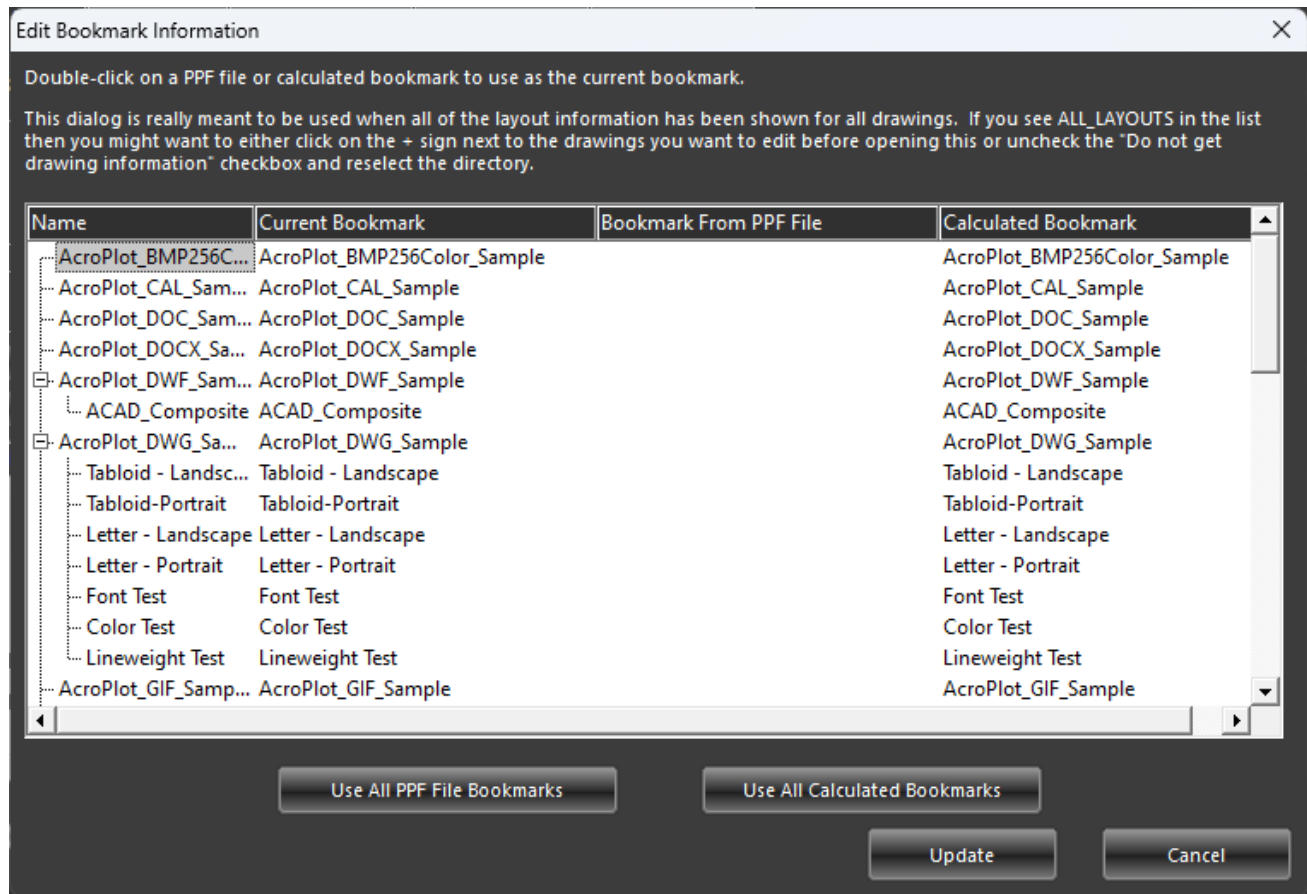 Edit Bookmark Information
Double-click on a PPF file or calculated bookmark to use as the current bookmark.
This dialog is really meant to be used when all of the layout information has been shown for all drawings.  If you see ALL_LAYOUTS in the list
then you might want to either click on the + sign next to the drawings you want to edit before opening this or uncheck the "Do not get
drawing information" checkbox and reselect the directory.
Name Current Bookmark Bookmark From PPF File Calculated Bookmark
AcroPlot_BMP256C... AcroPlot_BMP256Color_Sample AcroPlot_BMP256Color_Sample
AcroPlot_CAL_Sam... AcroPlot_CAL_Sample AcroPlot_CAL_Sample
AcroPlot_DOC_Sam... AcroPlot_DOC_Sample AcroPlot_DOC_Sample
AcroPlot_DOCX_Sa... AcroPlot_DOCX_Sample AcroPlot_DOCX_Sample
AcroPlot_DWF_Sam... AcroPlot_DWF_Sample AcroPlot_DWF_Sample
ACAD_Composite ACAD_Composite ACAD_Composite
AcroPlot_DWG_Sa... AcroPlot_DWG_Sample AcroPlot_DWG_Sample
Tabloid - Landsc... Tabloid - Landscape Tabloid - Landscape
Tabloid-Portrait Tabloid-Portrait Tabloid-Portrait
Letter - Landscape Letter - Landscape Letter - Landscape
Letter - Portrait Letter - Portrait Letter - Portrait
Font Test Font Test Font Test
Color Test Color Test Color Test
Lineweight Test Lineweight Test Lineweight Test
AcroPlot_GIF_Samp... AcroPlot_GIF_Sample AcroPlot_GIF_Sample
Use All PPF File Bookmarks Use All Calculated Bookmarks
Update Cancel